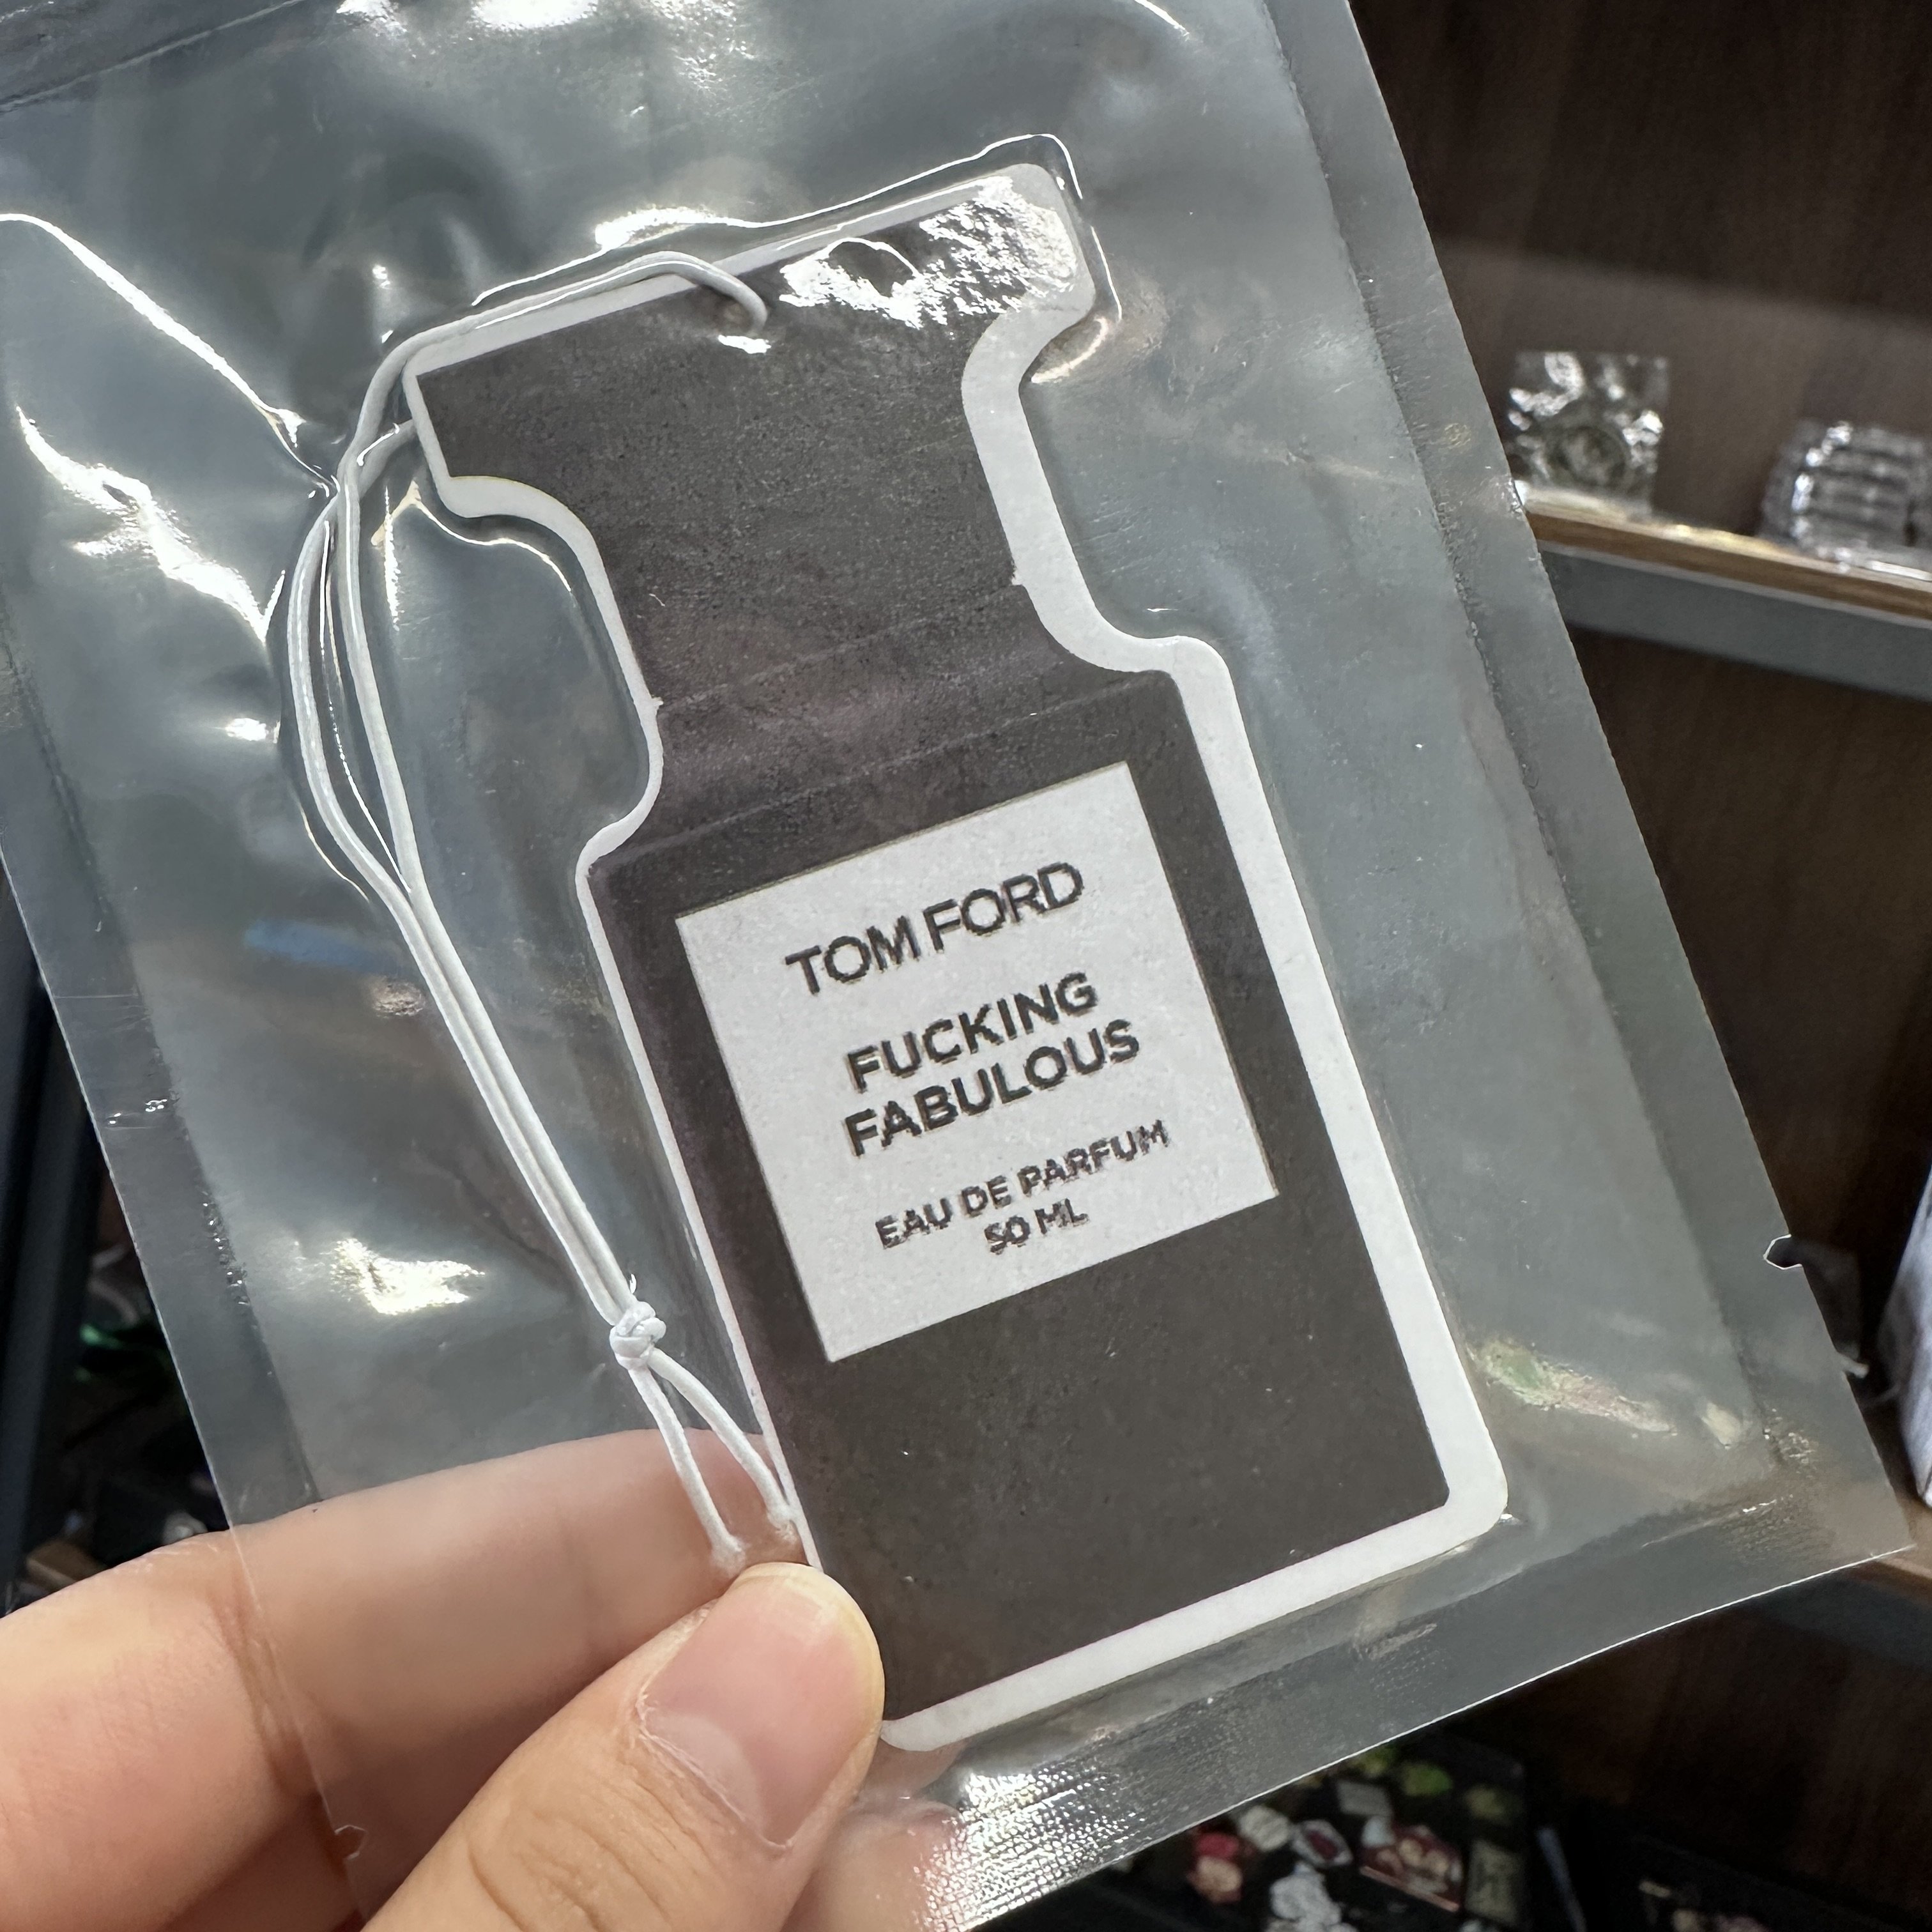 TOM FORD
FUCKING
FABULOUS
EAU DE PARFUM
50 ML